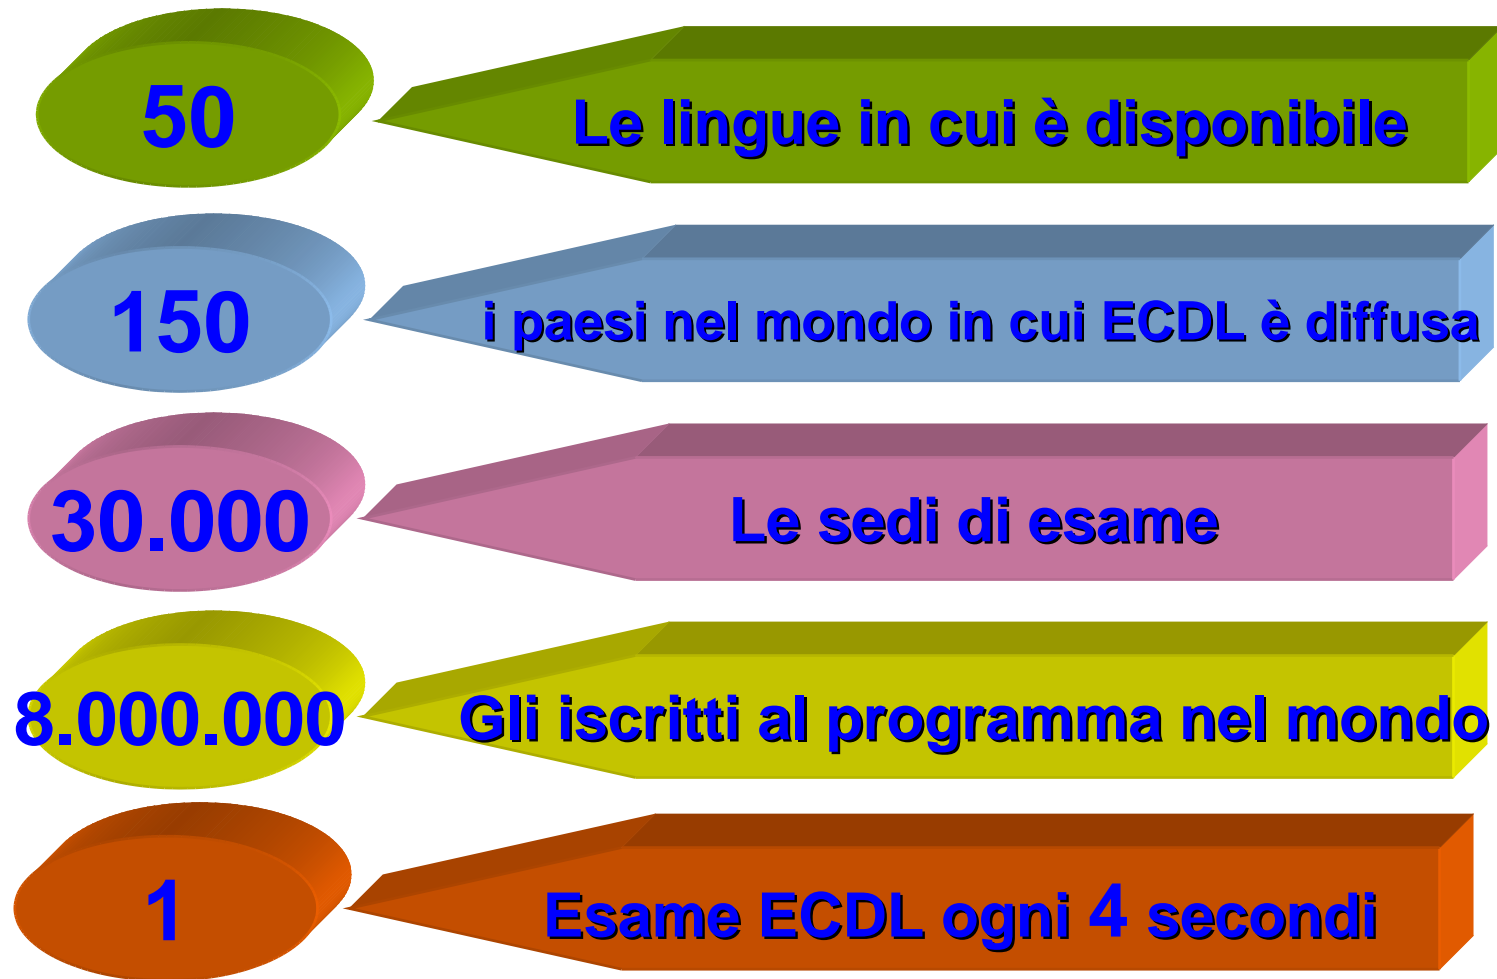 50 Le lingue in cui è disponibile
150 i paesi nel mondo in cui ECDL è diffusa
30.000 Le sedi di esame
8.000.000 Gli iscritti al programma nel mondo
1 Esame ECDL ogni 4 secondi